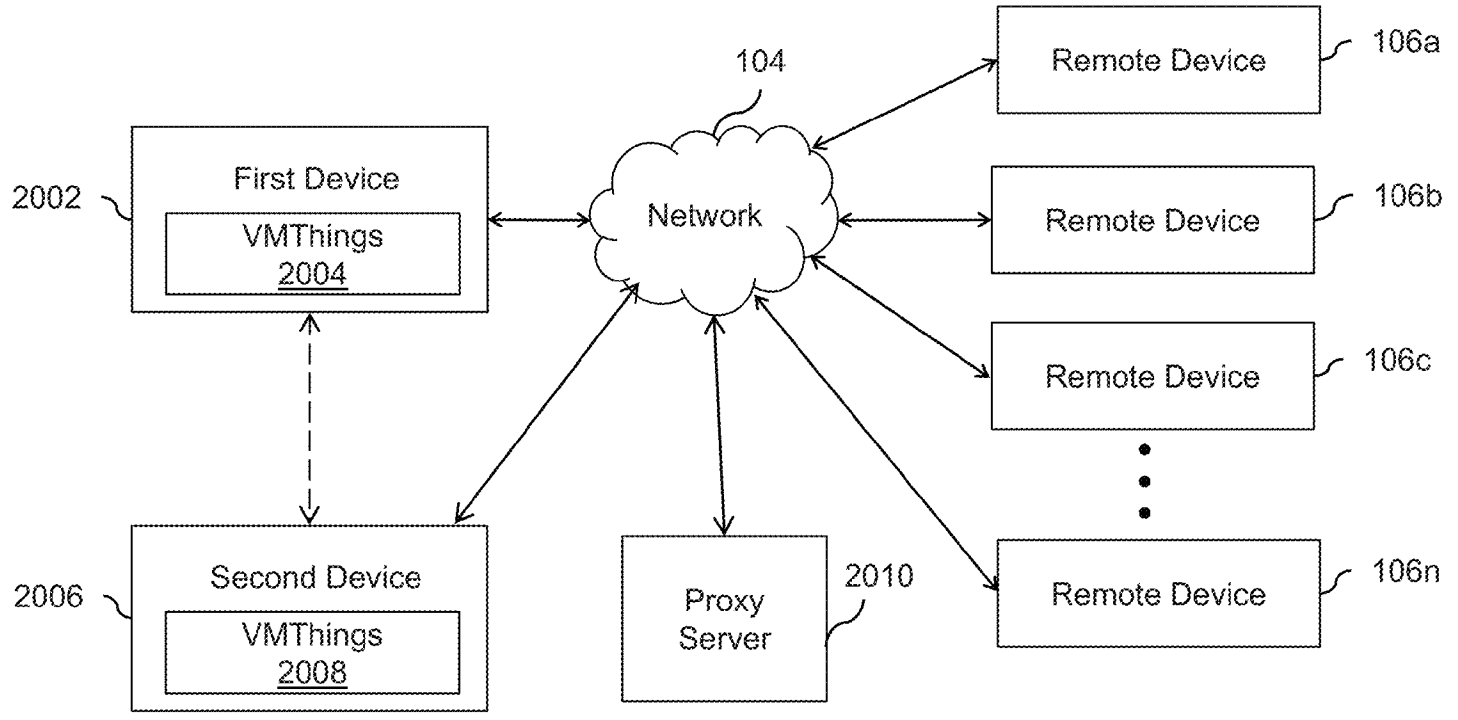 104
Remote Device
106a
First Device
2002
VMThings
2004
Network
Remote Device
106b
Remote Device
106c
Second Device
2006
VMThings
2008
Proxy
Server
2010
Remote Device
106n